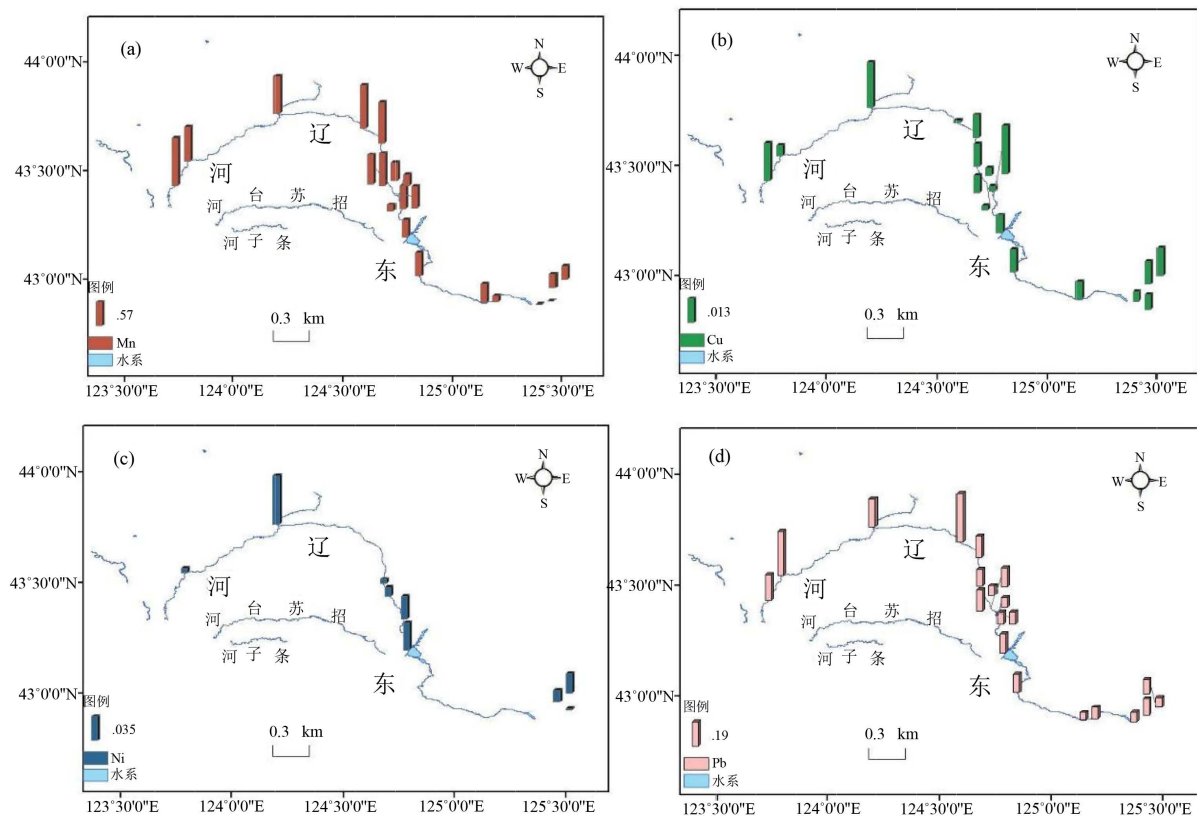 (a)
N
W E
S
44°0'0"N
43°30'0"N
43°0'0"N
辽
河
河 台 苏 招
河 子 条
东
图例
.57
Mn
水系
0.3 km
123°30'0"E 124°0'0"E 124°30'0"E 125°0'0"E 125°30'0"E
(b)
N
W E
S
44°0'0"N
43°30'0"N
43°0'0"N
辽
河
河 台 苏 招
河 子 条
东
图例
.013
Cu
水系
0.3 km
123°30'0"E 124°0'0"E 124°30'0"E 125°0'0"E 125°30'0"E
(c)
N
W E
S
44°0'0"N
43°30'0"N
43°0'0"N
辽
河
河 台 苏 招
河 子 条
东
图例
.035
Ni
水系
0.3 km
123°30'0"E 124°0'0"E 124°30'0"E 125°0'0"E 125°30'0"E
(d)
N
W E
S
44°0'0"N
43°30'0"N
43°0'0"N
辽
河
河 台 苏 招
河 子 条
东
图例
.19
Pb
水系
0.3 km
123°30'0"E 124°0'0"E 124°30'0"E 125°0'0"E 125°30'0"E